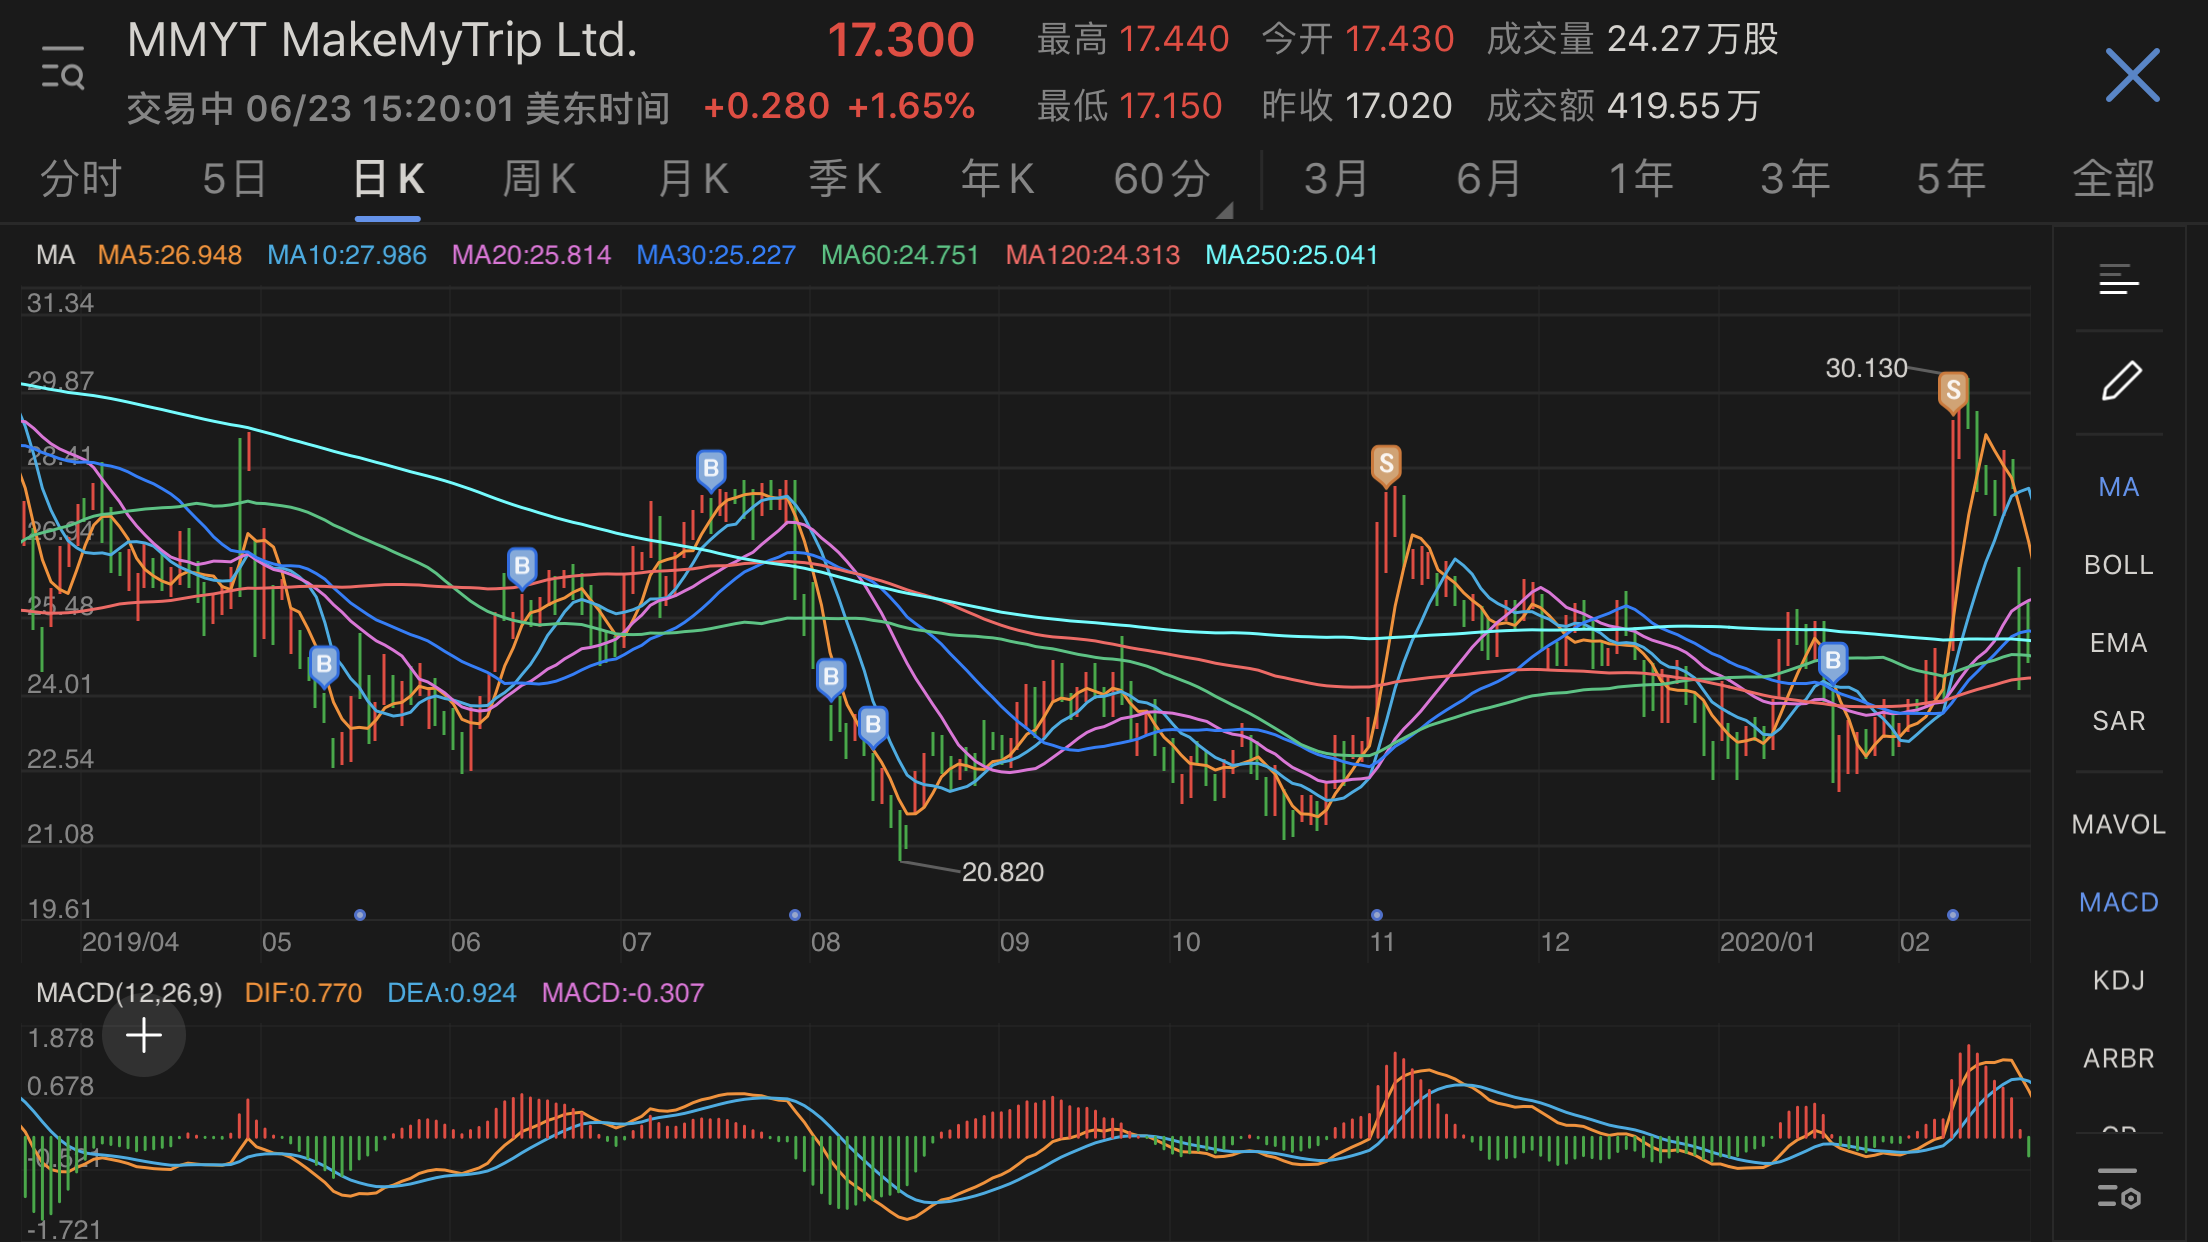 MMYT MakeMyTrip Ltd. 17.300 最高 17.440 今开 17.430 成交量 24.27万股
交易中 06/23 15:20:01 美东时间 +0.280 +1.65% 最低 17.150 昨收 17.020 成交额 419.55万
分时 5日 日K 周K 月K 季K 年K 60分 3月 6月 1年 3年 5年 全部
MA MA5:26.948 MA10:27.986 MA20:25.814 MA30:25.227 MA60:24.751 MA120:24.313 MA250:25.041
31.34
30.130
29.87
S
28.41
B
S
26.94
B
25.48
B
B
B
24.01
B
22.54
21.08
20.820
19.61
2019/04 05 06 07 08 09 10 11 12 2020/01 02
MACD(12,26,9) DIF:0.770 DEA:0.924 MACD:-0.307
1.878
0.678
-1.721
MA
BOLL
EMA
SAR
MAVOL
MACD
KDJ
ARBR